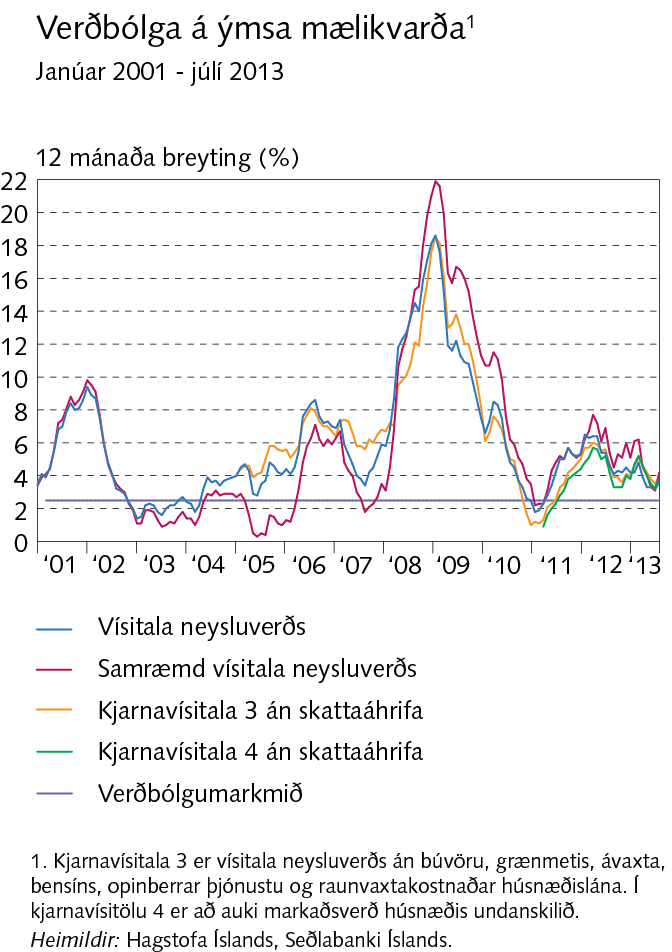 Verðbólga á ýmsa mælikvarða¹
Janúar 2001 - júlí 2013
12 mánaða breyting (%)
22
20
18
16
14
12
10
8
6
4
2
0
‘01 ‘02 ‘03 ‘04 ‘05 ‘06 ‘07 ‘08 ‘09 ‘10 ‘11 ‘12 ‘13
Vísitala neysluverðs
Samræmd vísitala neysluverðs
Kjarnavísitala 3 án skattaáhrifa
Kjarnavísitala 4 án skattaáhrifa
Verðbólgumarkmið
1. Kjarnavísitala 3 er vísitala neysluverðs án búvöru, grænmetis, ávaxta,
bensíns, opinberrar þjónustu og raunvaxtakostnaðar húsnæðislána. Í
kjarnavísitölu 4 er að auki markaðsverð húsnæðis undanskilið.
Heimildir: Hagstofa Íslands, Seðlabanki Íslands.